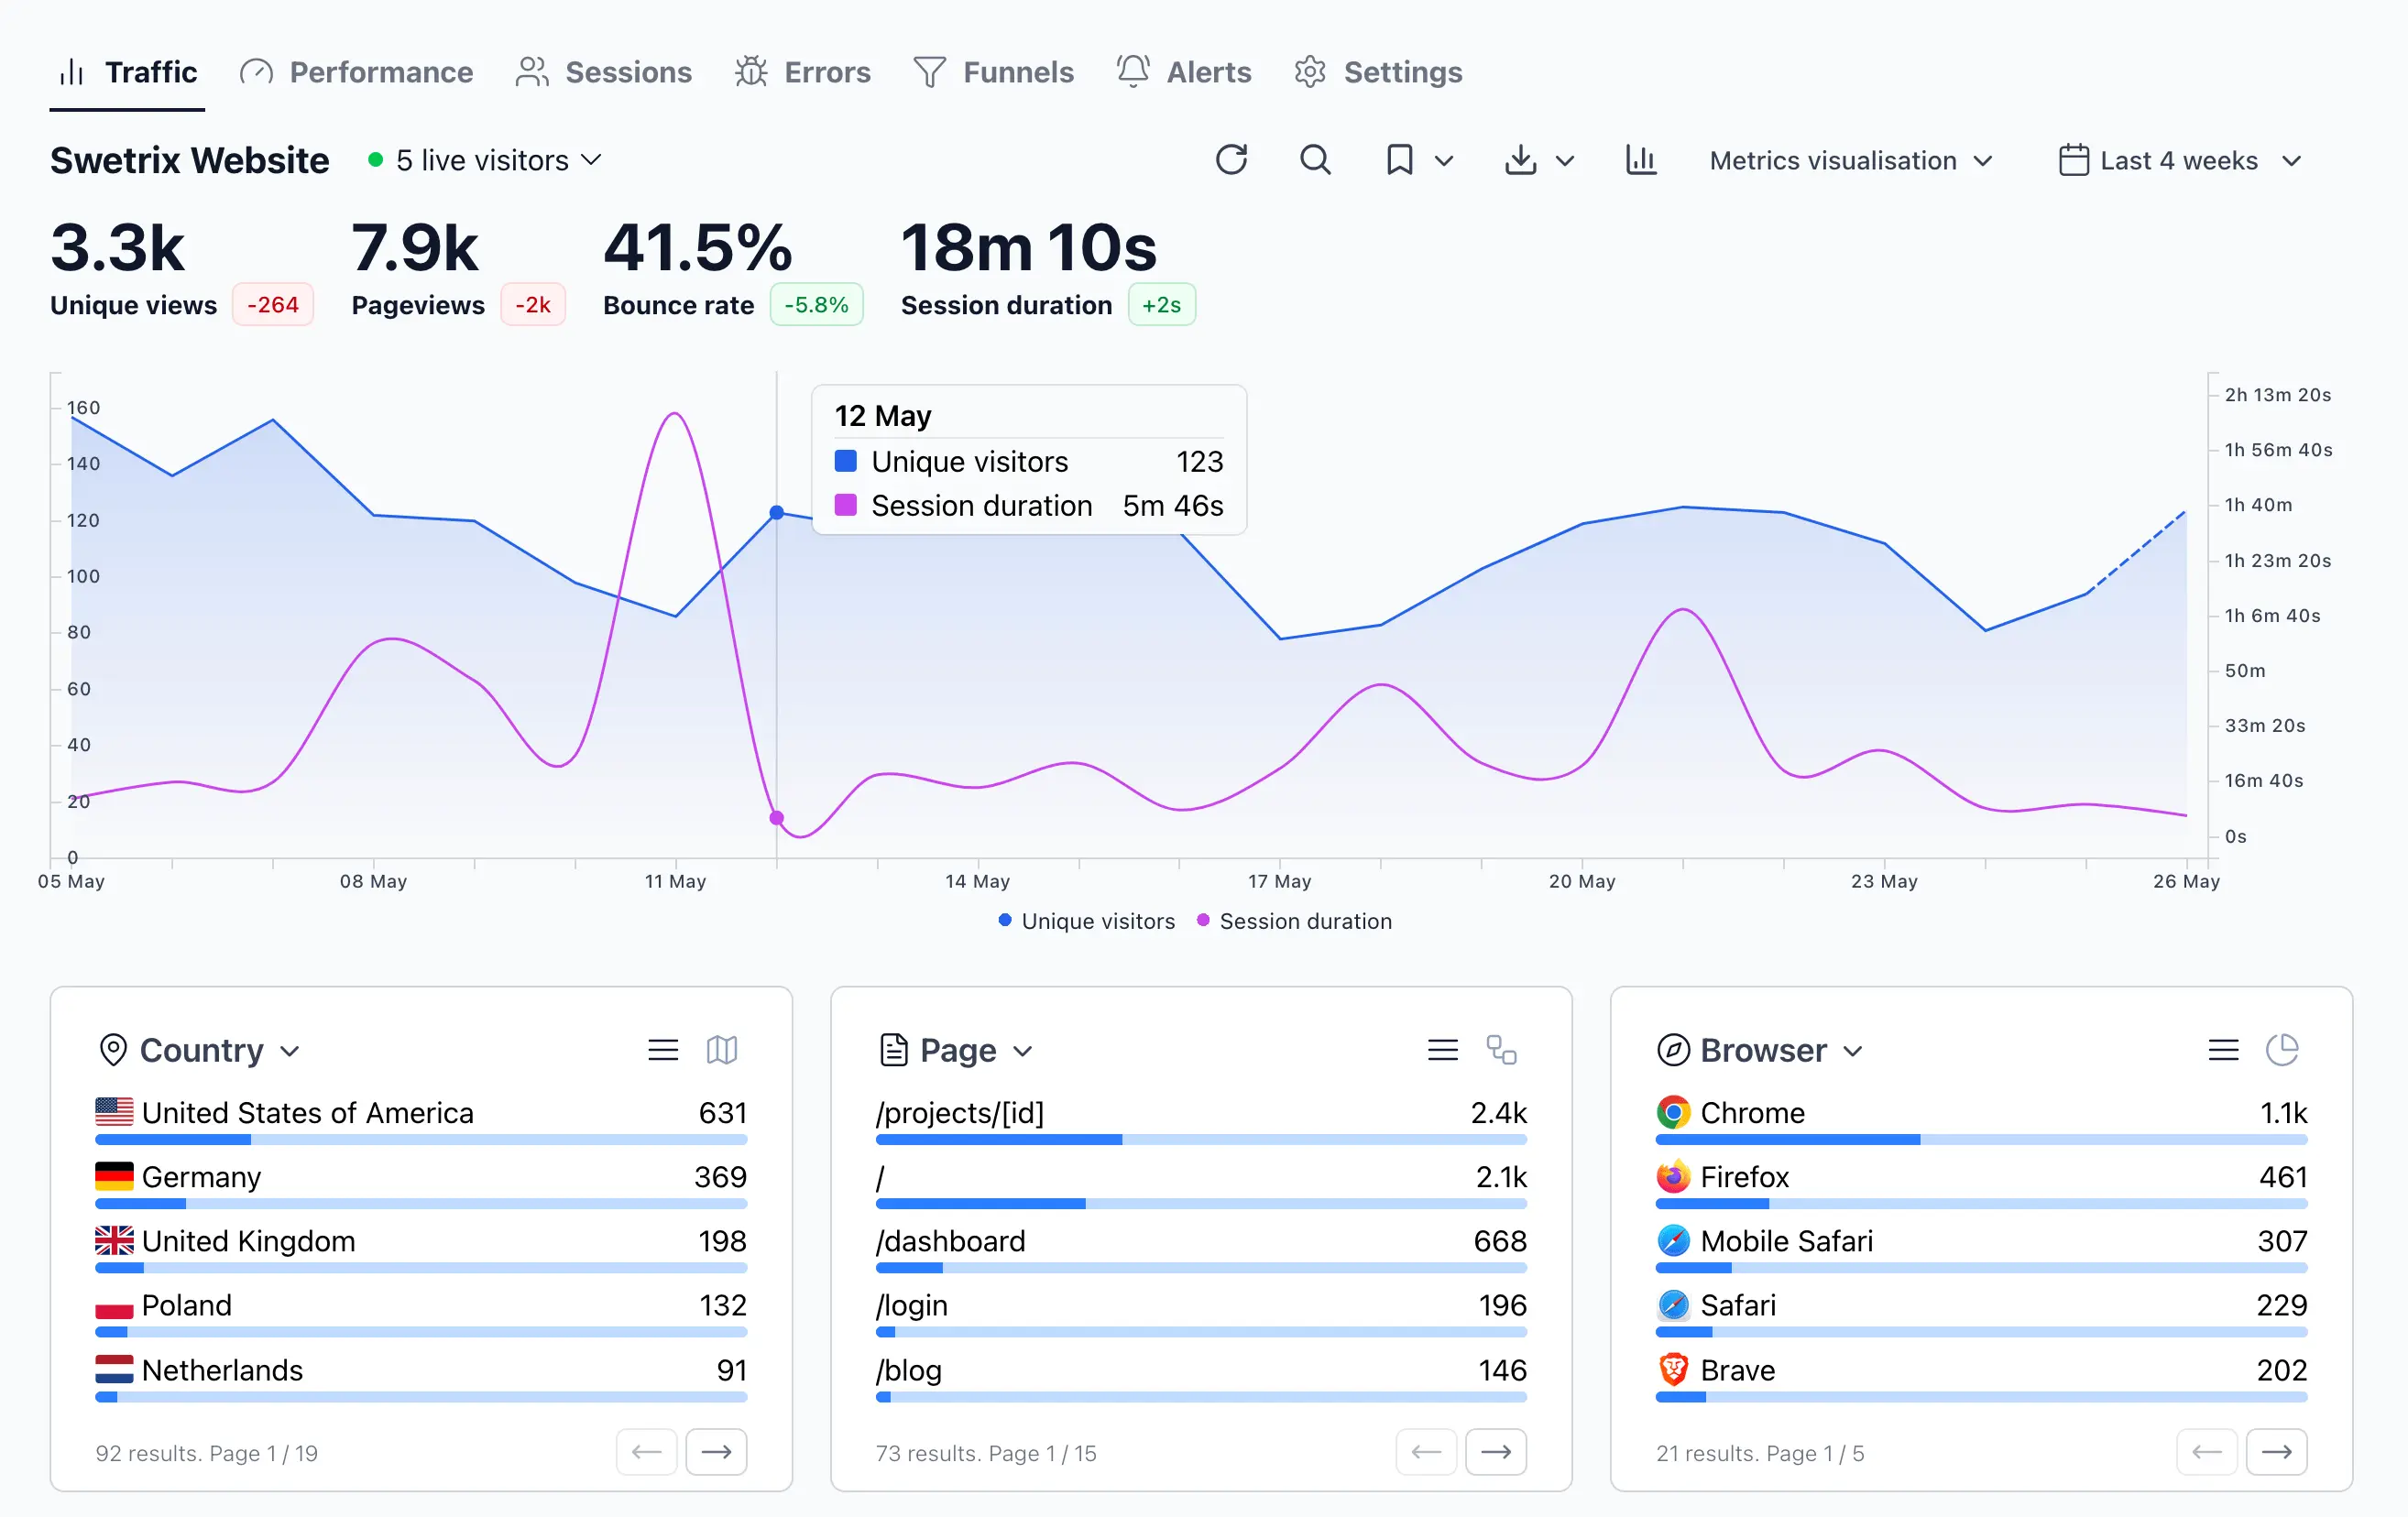 Traffic Performance Sessions Errors Funnels Alerts Settings
Swetrix Website 5 live visitors Metrics visualisation Last 4 weeks
3.3k 7.9k 41.5% 18m 10s
Unique views -264 Pageviews -2k Bounce rate -5.8% Session duration +2s
160
140
120
100
80
60
40
20
0
12 May
Unique visitors 123
Session duration 5m 46s
2h 13m 20s
1h 56m 40s
1h 40m
1h 23m 20s
1h 6m 40s
50m
33m 20s
16m 40s
0s
05 May 08 May 11 May 14 May 17 May 20 May 23 May 26 May
Unique visitors Session duration
Country
United States of America 631
Germany 369
United Kingdom 198
Poland 132
Netherlands 91
92 results. Page 1 / 19
Page
/projects/[id] 2.4k
/ 2.1k
/dashboard 668
/login 196
/blog 146
73 results. Page 1 / 15
Browser
Chrome 1.1k
Firefox 461
Mobile Safari 307
Safari 229
Brave 202
21 results. Page 1 / 5